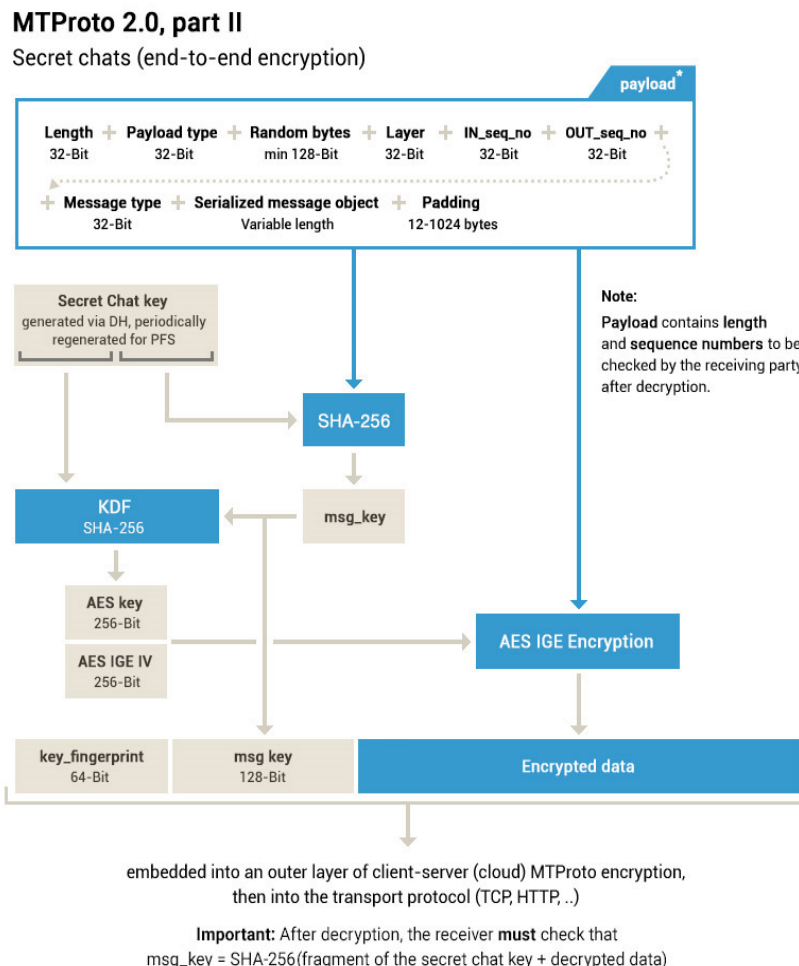 MTProto 2.0, part II
Secret chats (end-to-end encryption)
payload*
Length + Payload type + Random bytes + Layer + IN_seq_no + OUT_seq_no +
32-Bit 32-Bit min 128-Bit 32-Bit 32-Bit 32-Bit
+ Message type + Serialized message object + Padding
32-Bit Variable length 12-1024 bytes
Secret Chat key
generated via DH, periodically
regenerated for PFS
Note:
Payload contains length
and sequence numbers to be
checked by the receiving party
after decryption.
SHA-256
KDF
SHA-256
msg_key
AES key
256-Bit
AES IGE IV
256-Bit
AES IGE Encryption
key_fingerprint
64-Bit
msg key
128-Bit
Encrypted data
embedded into an outer layer of client-server (cloud) MTProto encryption,
then into the transport protocol (TCP, HTTP, ..)
Important: After decryption, the receiver must check that
msg_key = SHA-256(fragment of the secret chat key + decrypted data)